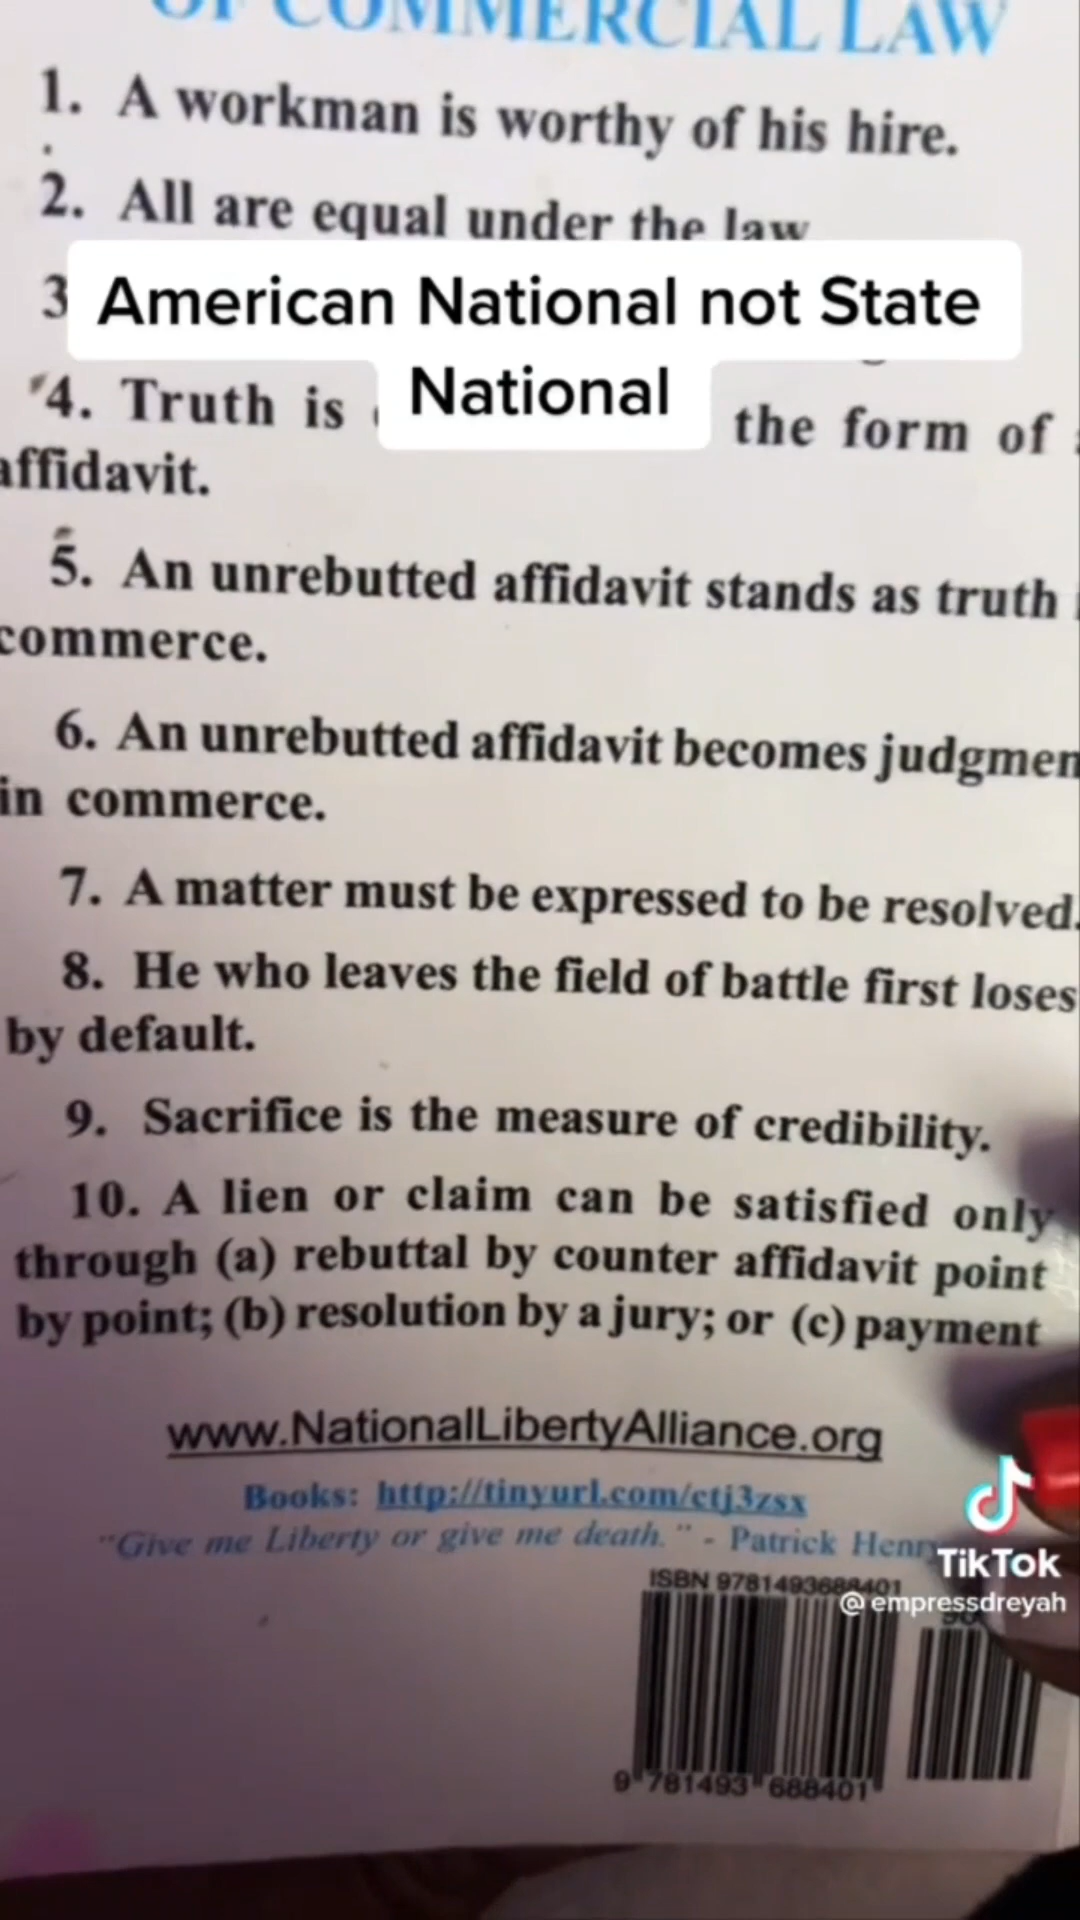 OF COMMERCIAL LAW
1. A workman is worthy of his hire.
2. All are equal under the law
3
American National not State
National
4. Truth is the form of
affidavit.
5. An unrebutted affidavit stands as truth
commerce.
6. An unrebutted affidavit becomes judgmen
in commerce.
7. A matter must be expressed to be resolved.
8. He who leaves the field of battle first loses
by default.
9. Sacrifice is the measure of credibility.
10. A lien or claim can be satisfied only
through (a) rebuttal by counter affidavit point
by point; (b) resolution by a jury; or (c) payment
www.NationalLibertyAlliance.org
Books: http://tinyurl.com/ctj3zsx
"Give me Liberty or give me death." - Patrick Henr
TikTok
ISBN 9781493688401
@empressdreyah
9 781493 688401